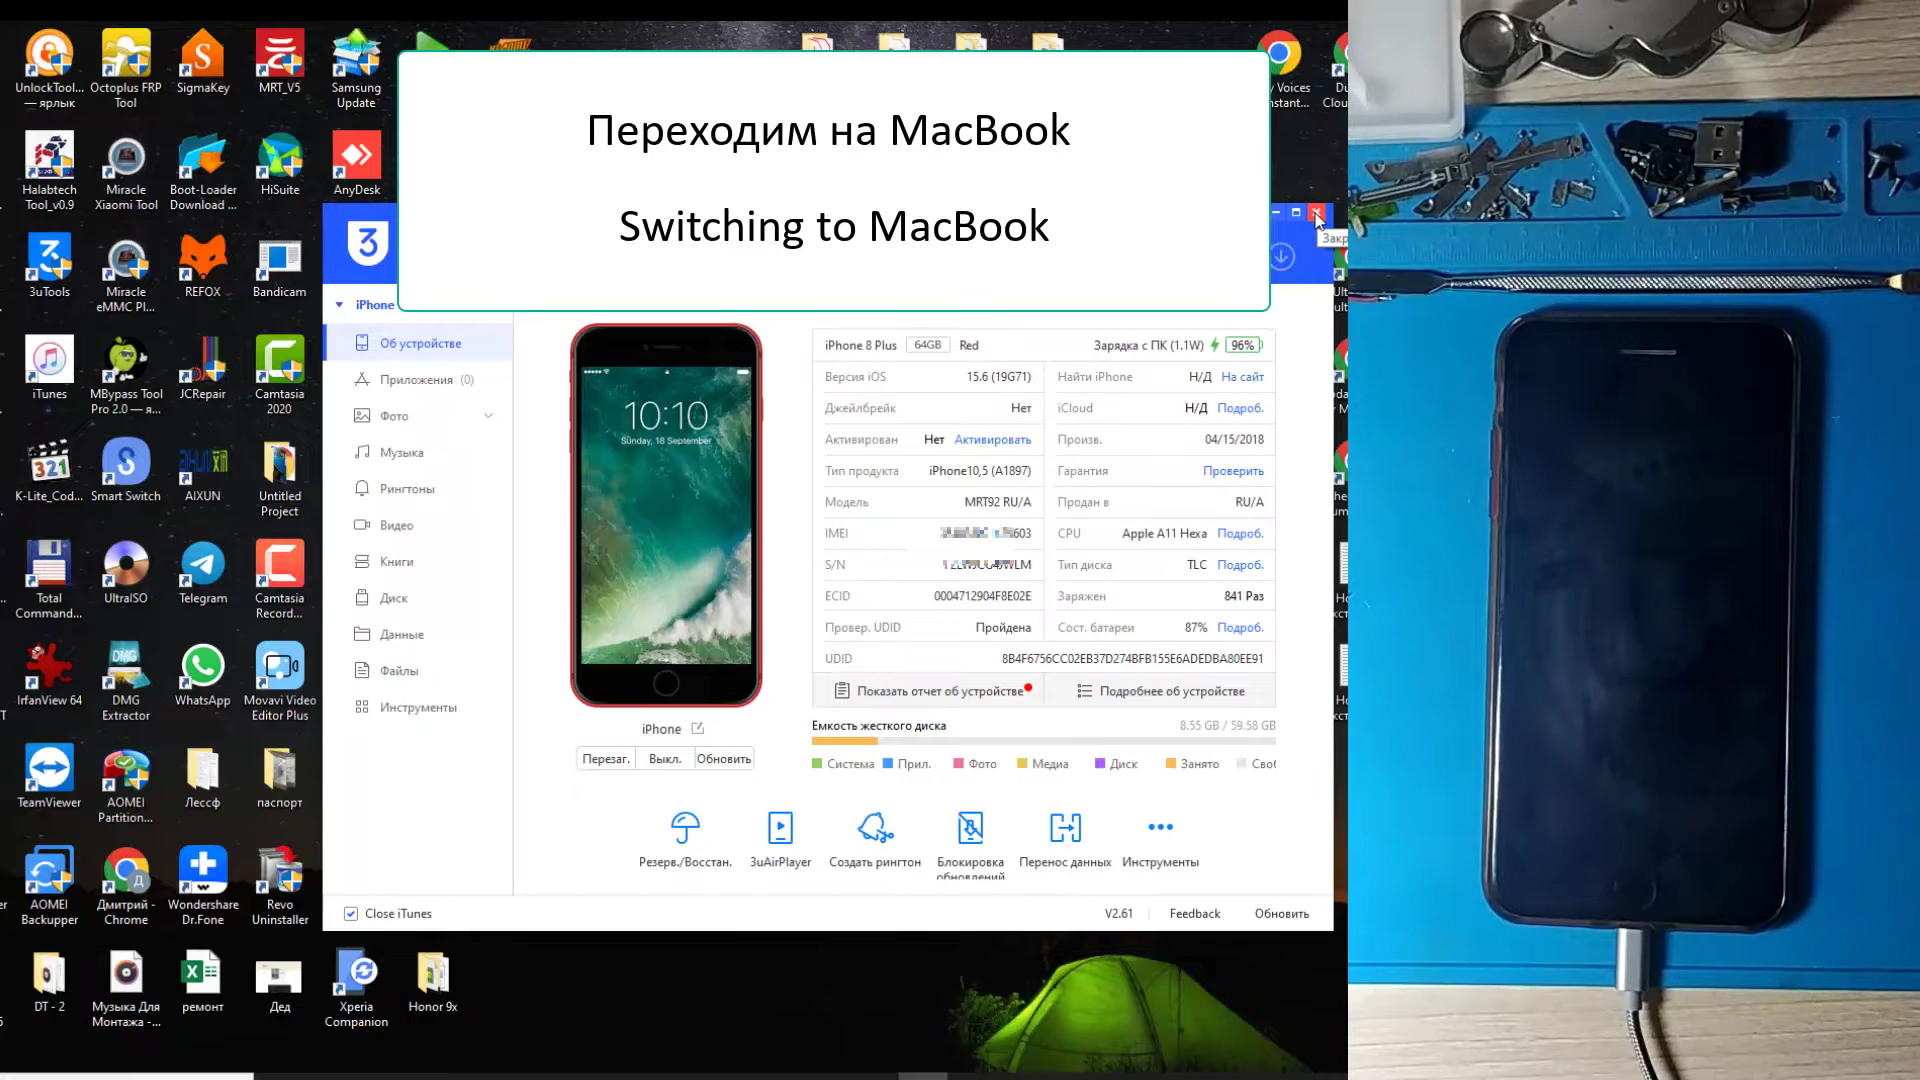 UnlockTool...
— ярлык
Octoplus FRP
Tool
SigmaKey
MRT_V5
Samsung
Update
Переходим на MacBook
Switching to MacBook
Voices
nstant...
Halabtech
Tool_v0.9
Miracle
Xiaomi Tool
Boot-Loader
Download ...
HiSuite
AnyDesk
3uTools
Miracle
eMMC Pl...
REFOX
Bandicam
iTunes
MBypass Tool
Pro 2.0 — я...
JCRepair
Camtasia
2020
K-Lite_Cod...
Smart Switch
AIXUN
Untitled
Project
Total
Command...
UltraISO
Telegram
Camtasia
Record...
IrfanView 64
DMG
Extractor
WhatsApp
Movavi Video
Editor Plus
TeamViewer
AOMEI
Partition...
Лессф
паспорт
AOMEI
Backupper
Дмитрий -
Chrome
Wondershare
Dr.Fone
Revo
Uninstaller
DT - 2
Музыка Для
Монтажа -...
ремонт
Дед
Xperia
Companion
Honor 9x
iPhone
Об устройстве
Приложения (0)
Фото
Музыка
Рингтоны
Видео
Книги
Диск
Данные
Файлы
Инструменты
10:10
Sunday, 18 September
iPhone
Перезаг. Выкл. Обновить
iPhone 8 Plus 64GB Red Зарядка с ПК (1.1W) 96%
Версия iOS 15.6 (19G71) Найти iPhone Н/Д На сайт
Джейлбрейк Нет iCloud Н/Д Подроб.
Активирован Нет Активировать Произв. 04/15/2018
Тип продукта iPhone10,5 (A1897) Гарантия Проверить
Модель MRT92 RU/A Продан в RU/A
IMEI 603 CPU Apple A11 Hexa Подроб.
S/N WLM Тип диска TLC Подроб.
ECID 0004712904F8E02E Заряжен 841 Раз
Провер. UDID Пройдена Сост. батареи 87% Подроб.
UDID 8B4F6756CC02EB37D274BFB155E6ADEDBA80EE91
Показать отчет об устройстве Подробнее об устройстве
Емкость жесткого диска 8.55 GB / 59.58 GB
Система Прил. Фото Медиа Диск Занято Своб
Резерв./Восстан. 3uAirPlayer Создать рингтон Блокировка обновлений Перенос данных Инструменты
Close iTunes V2.61 Feedback Обновить